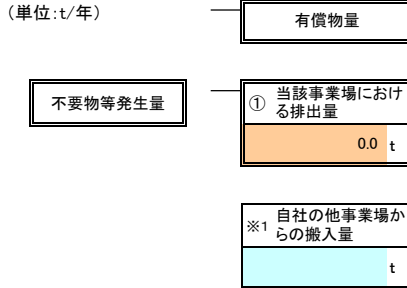 (単位:t/年)
有償物量
不要物等発生量
① 当該事業場におけ
る排出量
0.0 t
※1 自社の他事業場か
らの搬入量
t